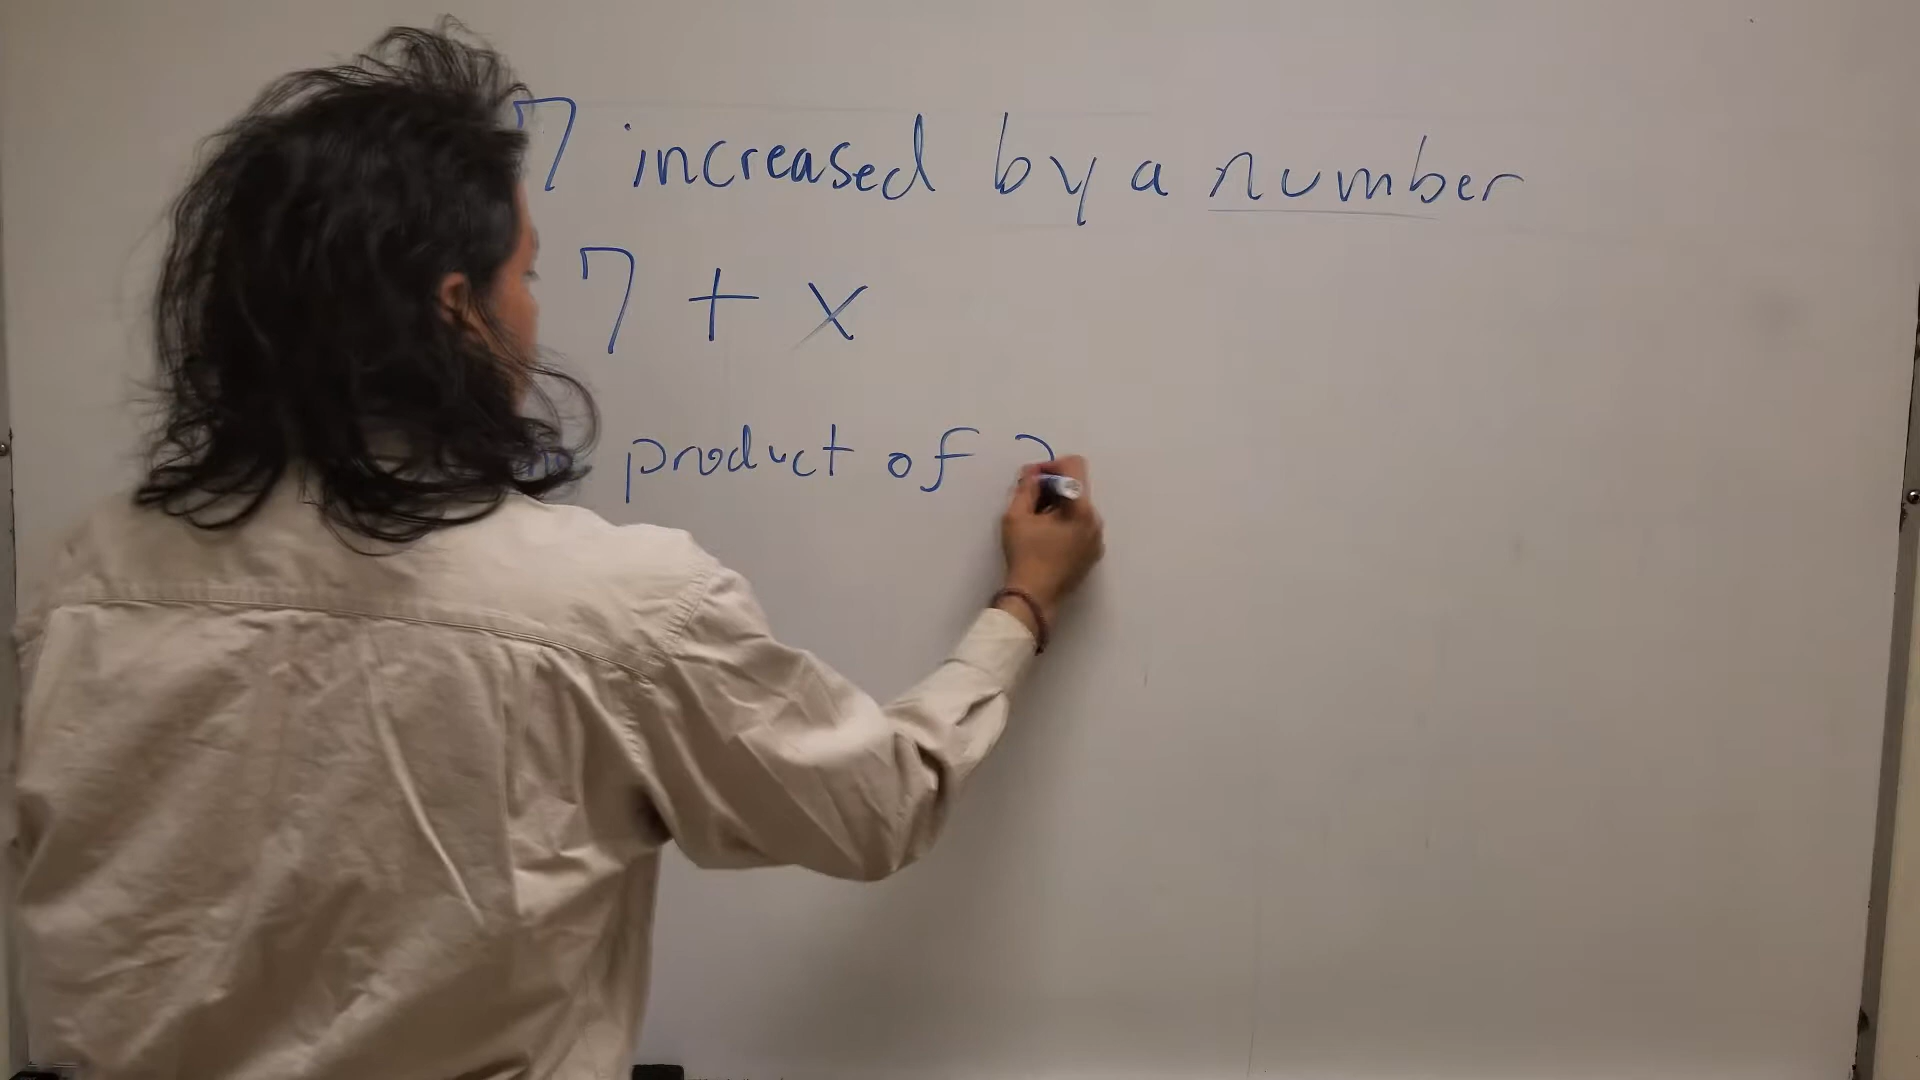 7 increased by a number
7 + x
product of